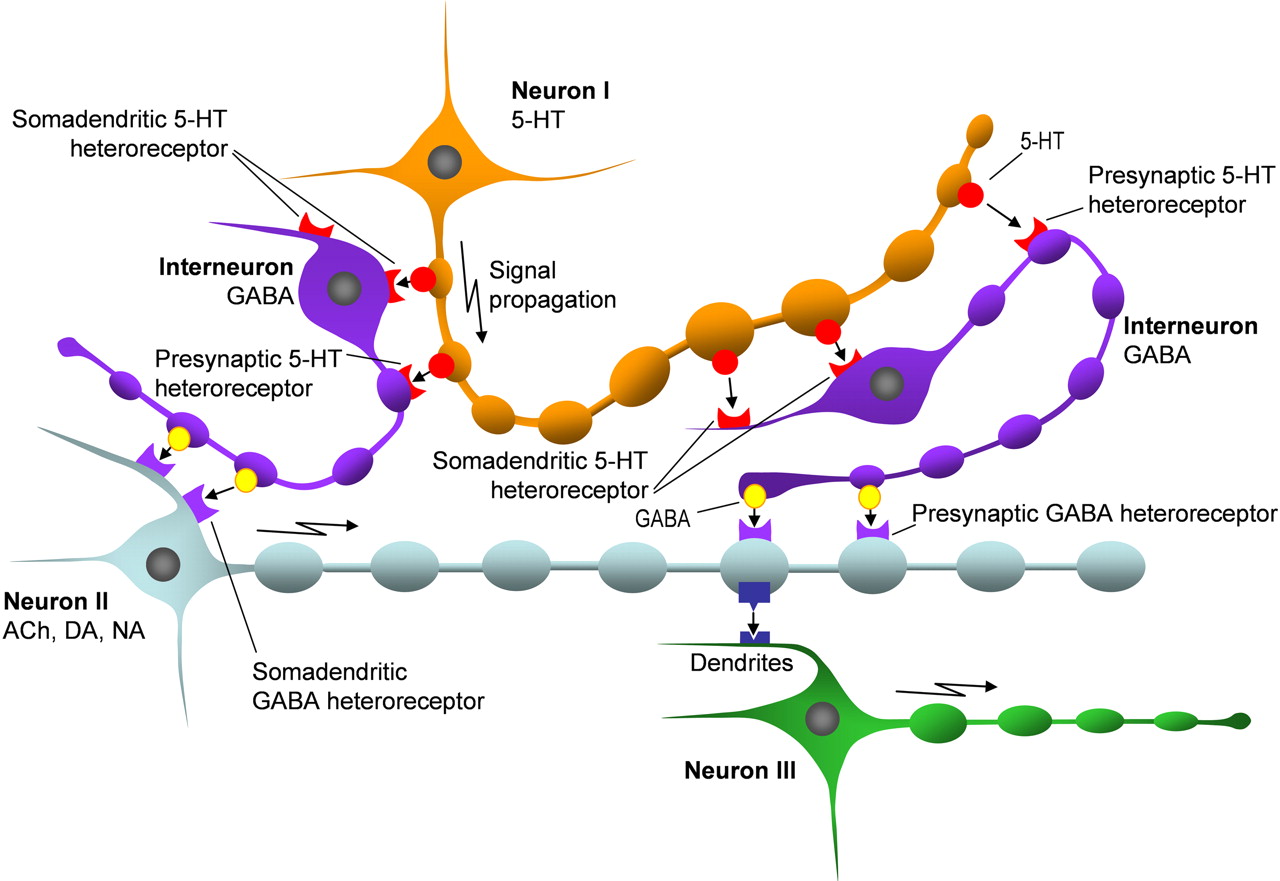 Neuron I
5-HT
Somadendritic 5-HT
heteroreceptor
5-HT
Presynaptic 5-HT
heteroreceptor
Interneuron
GABA
Signal
propagation
Interneuron
GABA
Presynaptic 5-HT
heteroreceptor
Somadendritic 5-HT
heteroreceptor
GABA
Presynaptic GABA heteroreceptor
Neuron II
ACh, DA, NA
Somadendritic
GABA heteroreceptor
Dendrites
Neuron III